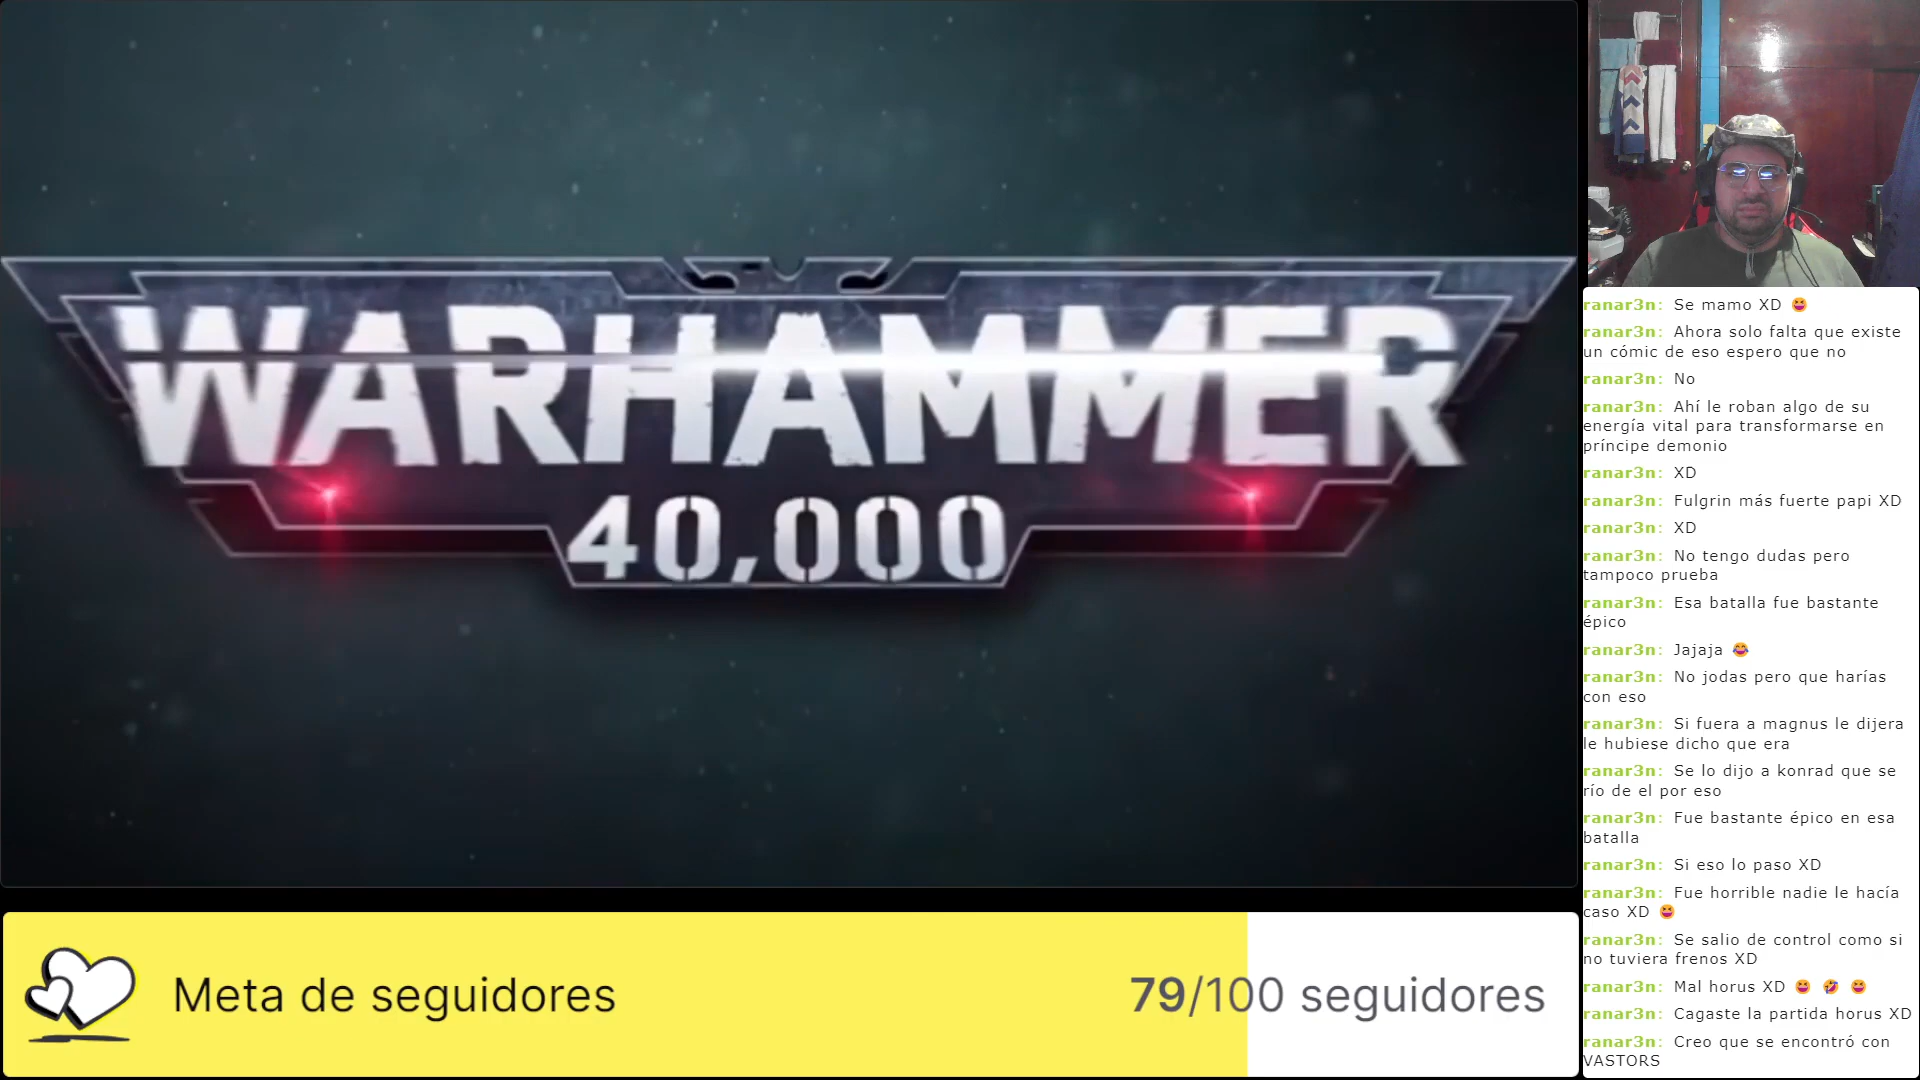 WARHAMMER
40,000
Meta de seguidores
79/100 seguidores
ranar3n: Se mamo XD 😆
ranar3n: Ahora solo falta que existe
un cómic de eso espero que no
ranar3n: No
ranar3n: Ahí le roban algo de su
energía vital para transformarse en
príncipe demonio
ranar3n: XD
ranar3n: Fulgrin más fuerte papi XD
ranar3n: XD
ranar3n: No tengo dudas pero
tampoco prueba
ranar3n: Esa batalla fue bastante
épico
ranar3n: Jajaja 😂
ranar3n: No jodas pero que harías
con eso
ranar3n: Si fuera a magnus le dijera
le hubiese dicho que era
ranar3n: Se lo dijo a konrad que se
río de el por eso
ranar3n: Fue bastante épico en esa
batalla
ranar3n: Si eso lo paso XD
ranar3n: Fue horrible nadie le hacía
caso XD 😆
ranar3n: Se salio de control como si
no tuviera frenos XD
ranar3n: Mal horus XD 😆 🤣 😆
ranar3n: Cagaste la partida horus XD
ranar3n: Creo que se encontró con
VASTORS